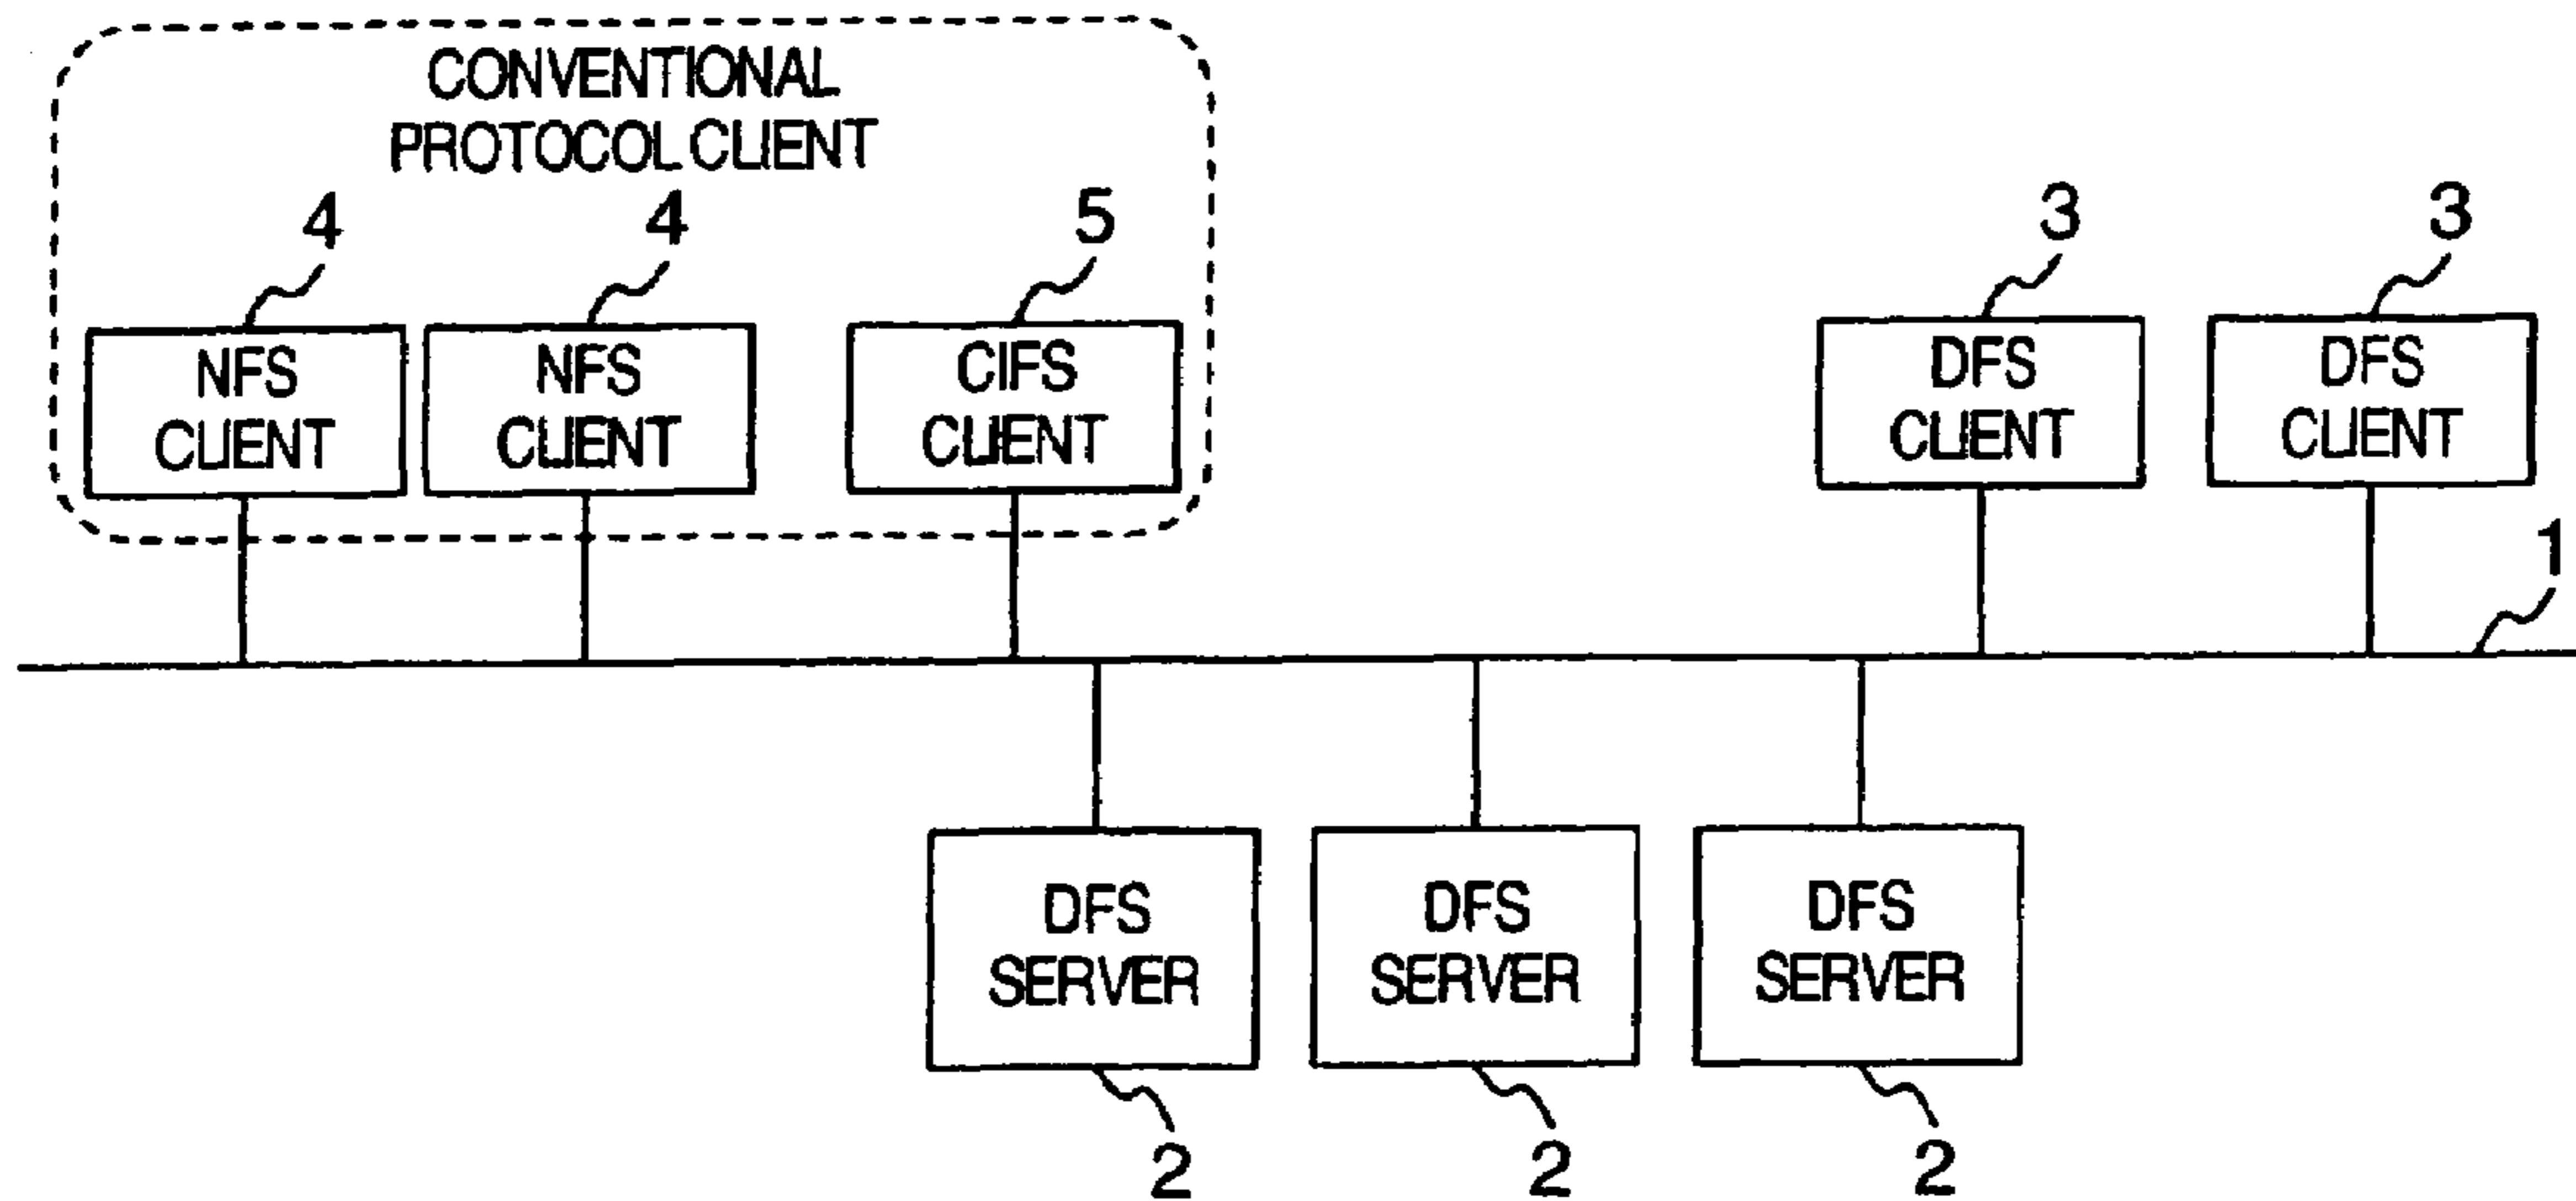 CONVENTIONAL
PROTOCOL CLIENT
4
4
5
3
3
NFS
CLIENT
NFS
CLIENT
CIFS
CLIENT
DFS
CLIENT
DFS
CLIENT
1
DFS
SERVER
DFS
SERVER
DFS
SERVER
2
2
2